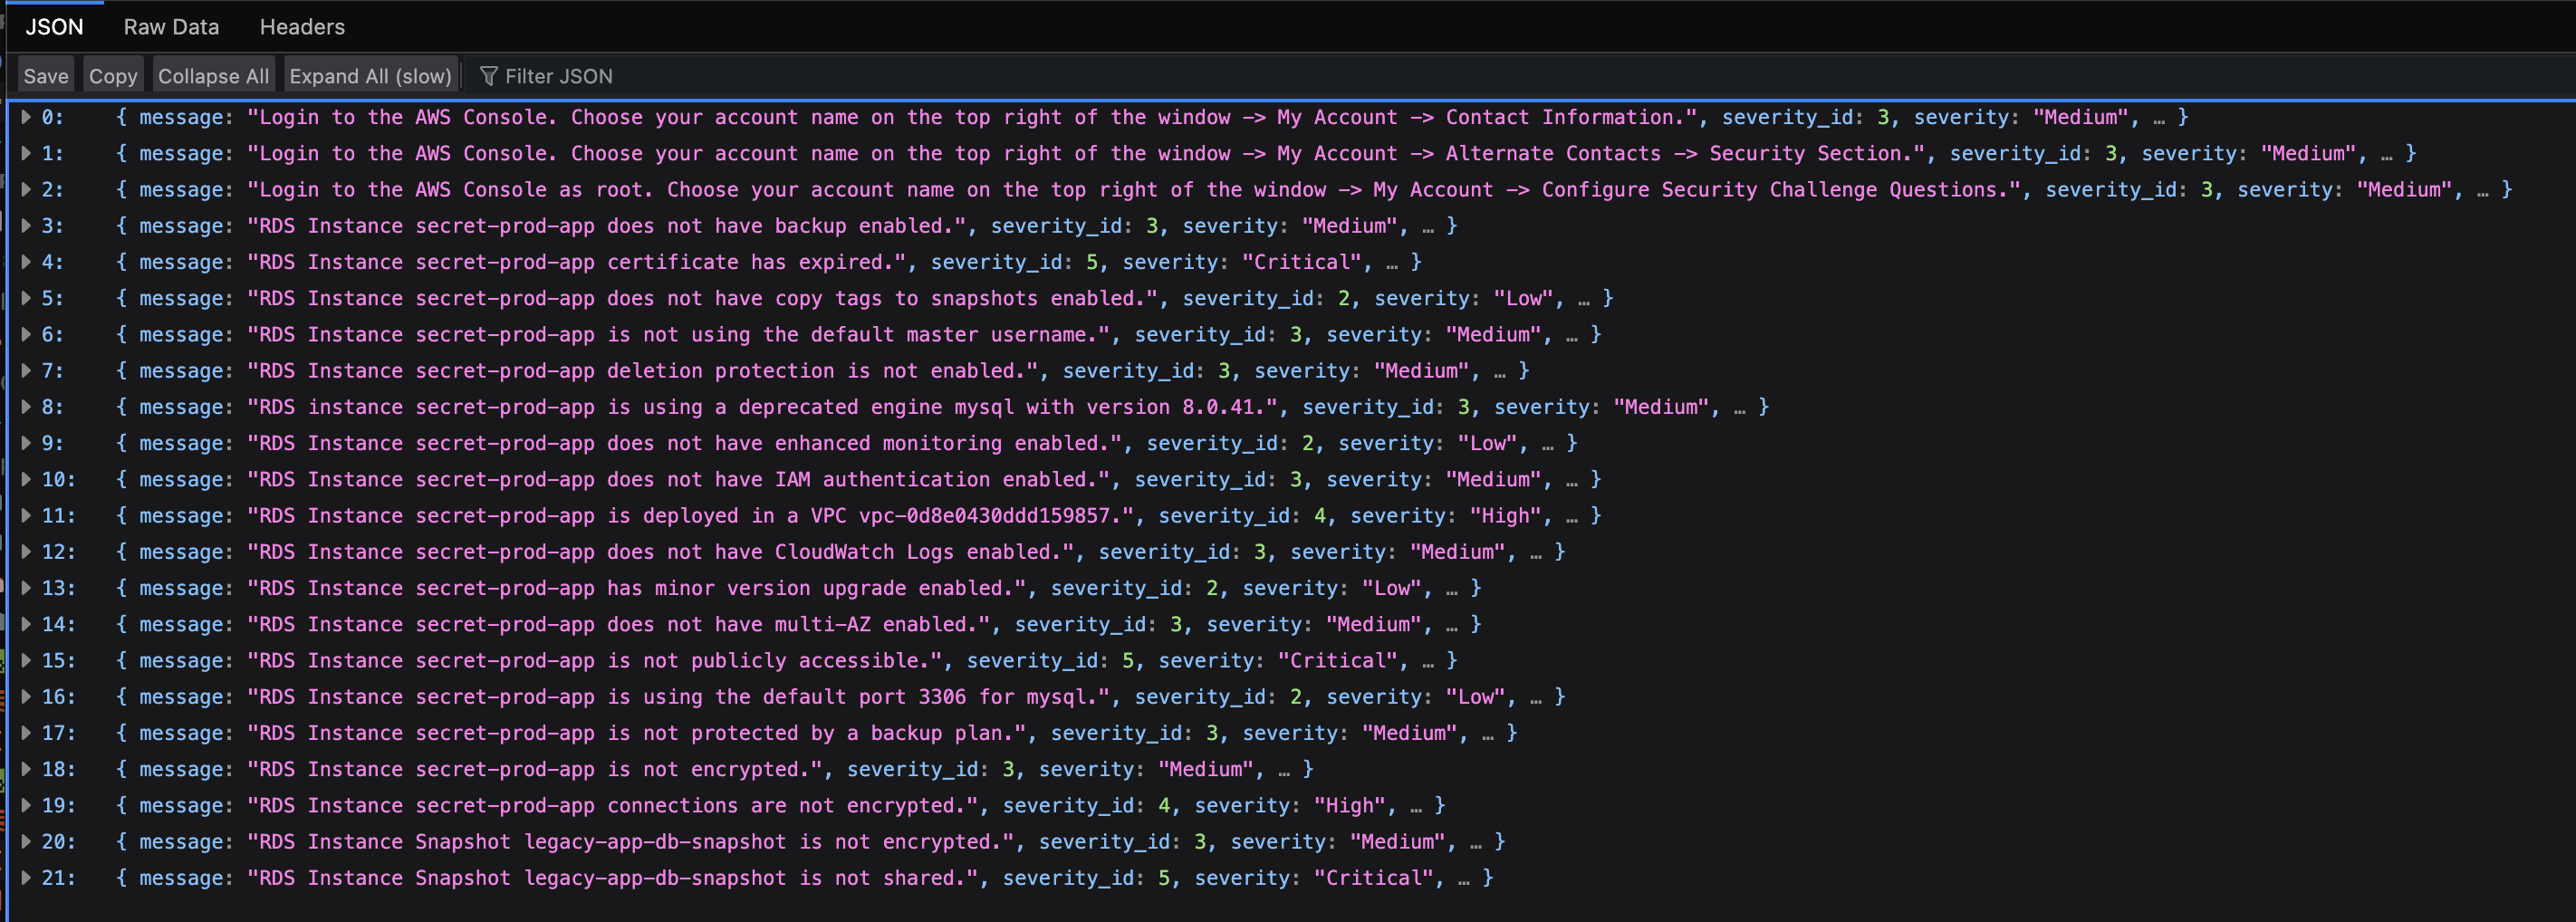 JSON Raw Data Headers
Save Copy Collapse All Expand All (slow) Filter JSON
0: { message: "Login to the AWS Console. Choose your account name on the top right of the window -> My Account -> Contact Information.", severity_id: 3, severity: "Medium", … }
1: { message: "Login to the AWS Console. Choose your account name on the top right of the window -> My Account -> Alternate Contacts -> Security Section.", severity_id: 3, severity: "Medium", … }
2: { message: "Login to the AWS Console as root. Choose your account name on the top right of the window -> My Account -> Configure Security Challenge Questions.", severity_id: 3, severity: "Medium", … }
3: { message: "RDS Instance secret-prod-app does not have backup enabled.", severity_id: 3, severity: "Medium", … }
4: { message: "RDS Instance secret-prod-app certificate has expired.", severity_id: 5, severity: "Critical", … }
5: { message: "RDS Instance secret-prod-app does not have copy tags to snapshots enabled.", severity_id: 2, severity: "Low", … }
6: { message: "RDS Instance secret-prod-app is not using the default master username.", severity_id: 3, severity: "Medium", … }
7: { message: "RDS Instance secret-prod-app deletion protection is not enabled.", severity_id: 3, severity: "Medium", … }
8: { message: "RDS instance secret-prod-app is using a deprecated engine mysql with version 8.0.41.", severity_id: 3, severity: "Medium", … }
9: { message: "RDS Instance secret-prod-app does not have enhanced monitoring enabled.", severity_id: 2, severity: "Low", … }
10: { message: "RDS Instance secret-prod-app does not have IAM authentication enabled.", severity_id: 3, severity: "Medium", … }
11: { message: "RDS Instance secret-prod-app is deployed in a VPC vpc-0d8e0430ddd159857.", severity_id: 4, severity: "High", … }
12: { message: "RDS Instance secret-prod-app does not have CloudWatch Logs enabled.", severity_id: 3, severity: "Medium", … }
13: { message: "RDS Instance secret-prod-app has minor version upgrade enabled.", severity_id: 2, severity: "Low", … }
14: { message: "RDS Instance secret-prod-app does not have multi-AZ enabled.", severity_id: 3, severity: "Medium", … }
15: { message: "RDS Instance secret-prod-app is not publicly accessible.", severity_id: 5, severity: "Critical", … }
16: { message: "RDS Instance secret-prod-app is using the default port 3306 for mysql.", severity_id: 2, severity: "Low", … }
17: { message: "RDS Instance secret-prod-app is not protected by a backup plan.", severity_id: 3, severity: "Medium", … }
18: { message: "RDS Instance secret-prod-app is not encrypted.", severity_id: 3, severity: "Medium", … }
19: { message: "RDS Instance secret-prod-app connections are not encrypted.", severity_id: 4, severity: "High", … }
20: { message: "RDS Instance Snapshot legacy-app-db-snapshot is not encrypted.", severity_id: 3, severity: "Medium", … }
21: { message: "RDS Instance Snapshot legacy-app-db-snapshot is not shared.", severity_id: 5, severity: "Critical", … }